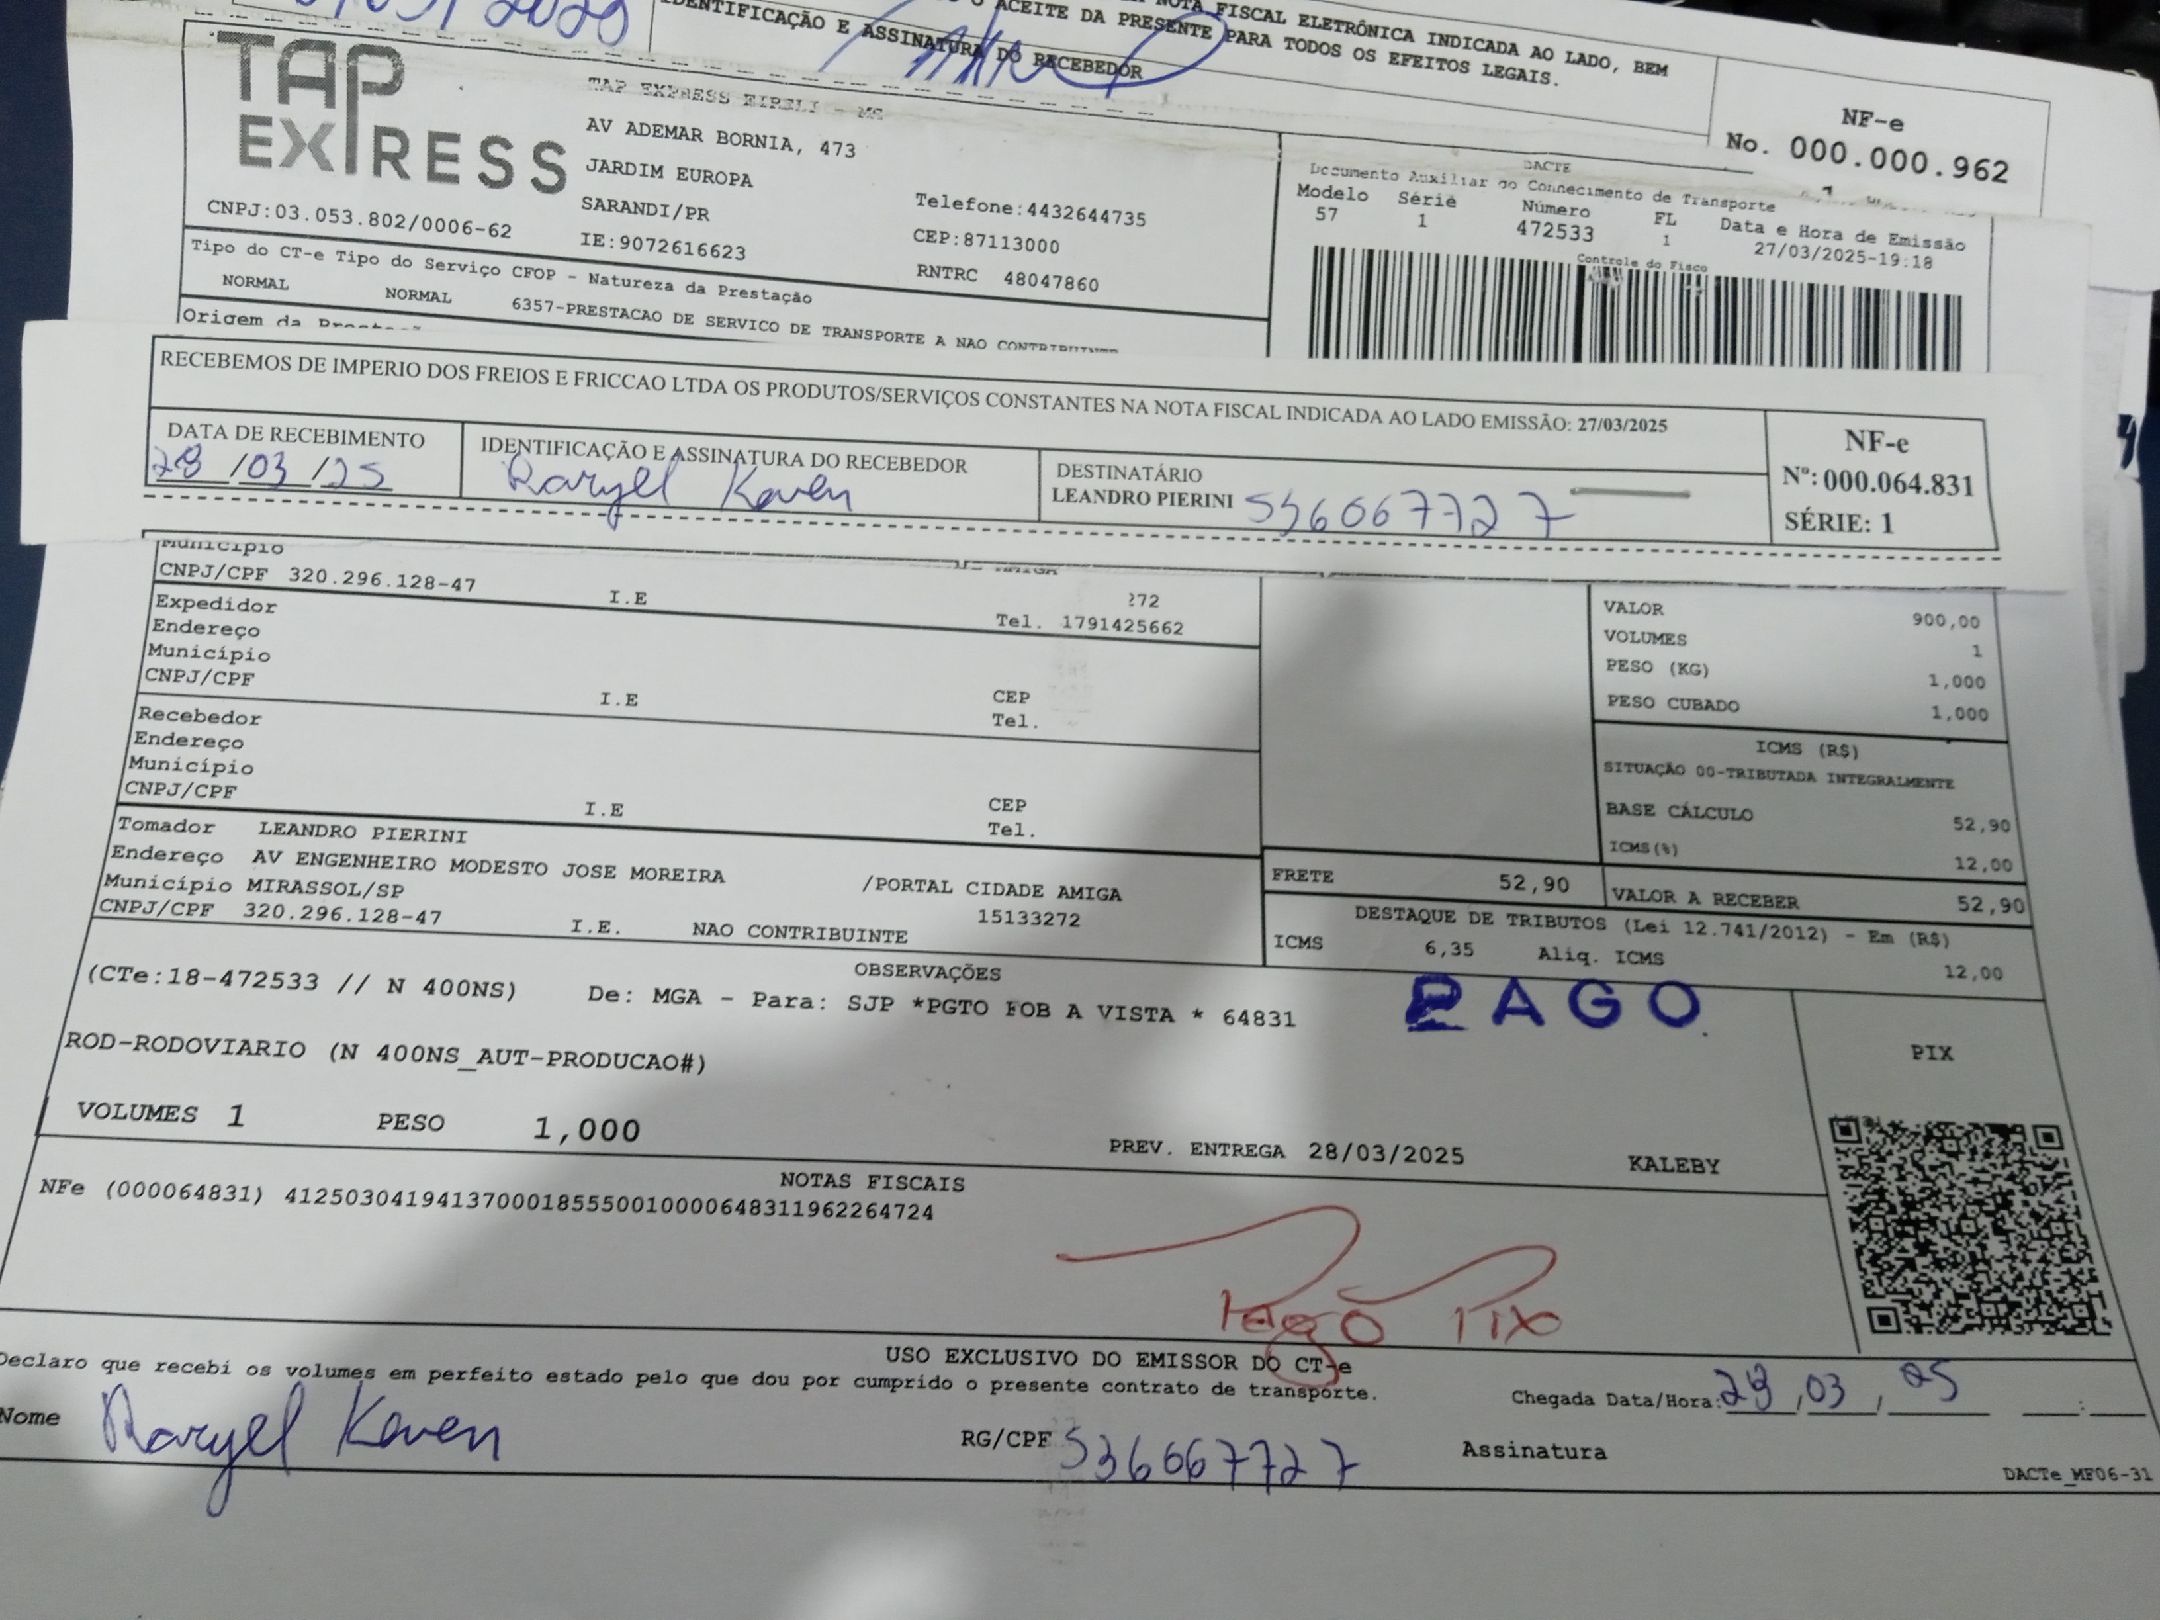 ACEITE DA PRESENTE NOTA FISCAL ELETRÔNICA INDICADA AO LADO, BEM
PARA TODOS OS EFEITOS LEGAIS.
IDENTIFICAÇÃO E ASSINATURA DO RECEBEDOR
NF-e
No. 000.000.962
TAP EXPRESS
TAP EXPRESS EIRELI - MG
AV ADEMAR BORNIA, 473
JARDIM EUROPA
SARANDI/PR
Telefone:4432644735
CNPJ:03.053.802/0006-62
IE:9072616623
CEP:87113000
RNTRC 48047860
DACTE
Documento Auxiliar do Conhecimento de Transporte
Modelo Série Número FL Data e Hora de Emissão
57 1 472533 1 27/03/2025-19:18
Controle do Fisco
Tipo do CT-e Tipo do Serviço CFOP - Natureza da Prestação
NORMAL NORMAL 6357-PRESTACAO DE SERVICO DE TRANSPORTE A NAO CONTRIBUINTE
Origem da
RECEBEMOS DE IMPERIO DOS FREIOS E FRICCAO LTDA OS PRODUTOS/SERVIÇOS CONSTANTES NA NOTA FISCAL INDICADA AO LADO EMISSÃO: 27/03/2025
DATA DE RECEBIMENTO
28/03/25
IDENTIFICAÇÃO E ASSINATURA DO RECEBEDOR
Raryel Kaven
DESTINATÁRIO
LEANDRO PIERINI 536067727
NF-e
Nº: 000.064.831
SÉRIE: 1
Município
CNPJ/CPF 320.296.128-47 I.E 272
Tel. 1791425662
Expedidor
Endereço
Município
CNPJ/CPF I.E CEP
Tel.
Recebedor
Endereço
Município
CNPJ/CPF I.E CEP
Tel.
Tomador LEANDRO PIERINI
Endereço AV ENGENHEIRO MODESTO JOSE MOREIRA /PORTAL CIDADE AMIGA
Município MIRASSOL/SP 15133272
CNPJ/CPF 320.296.128-47 I.E. NAO CONTRIBUINTE
VALOR 900,00
VOLUMES 1
PESO (KG) 1,000
PESO CUBADO 1,000
ICMS (R$)
SITUAÇÃO 00-TRIBUTADA INTEGRALMENTE
BASE CÁLCULO 52,90
ICMS(%) 12,00
FRETE 52,90 VALOR A RECEBER 52,90
DESTAQUE DE TRIBUTOS (Lei 12.741/2012) - Em (R$)
ICMS 6,35 Aliq. ICMS 12,00
OBSERVAÇÕES
(CTe:18-472533 // N 400NS) De: MGA - Para: SJP *PGTO FOB A VISTA * 64831
PAGO
ROD-RODOVIARIO (N 400NS_AUT-PRODUCAO#)
PIX
VOLUMES 1 PESO 1,000
PREV. ENTREGA 28/03/2025 KALEBY
NOTAS FISCAIS
NFe (000064831) 41250304194137000185550010000648311962264724
Pago PIX
USO EXCLUSIVO DO EMISSOR DO CT-e
Declaro que recebi os volumes em perfeito estado pelo que dou por cumprido o presente contrato de transporte.
Chegada Data/Hora: 28/03/25
Nome Raryel Kaven RG/CPF 536067727 Assinatura
DACTe_MF06-31